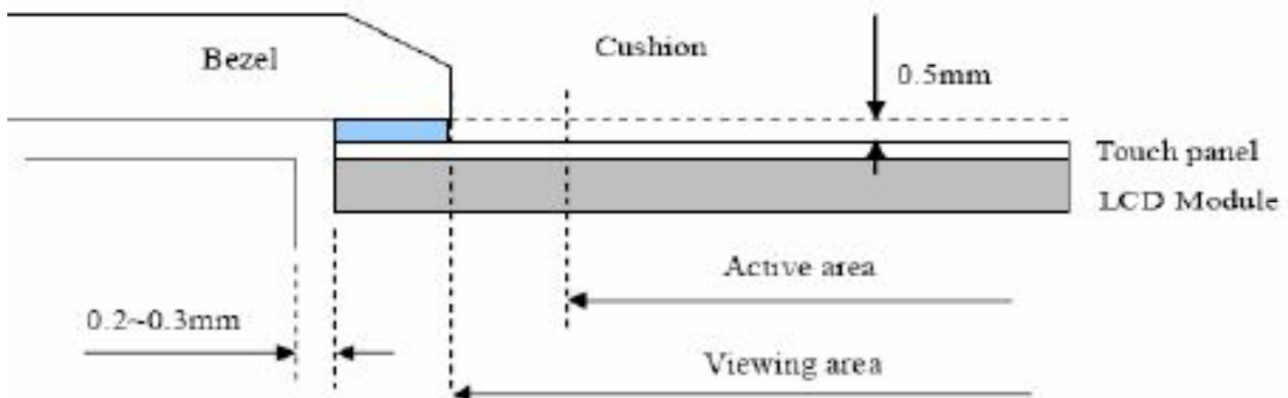 Cushion
Bezel
0.5mm
Touch panel
LCD Module
Active area
0.2~0.3mm
Viewing area